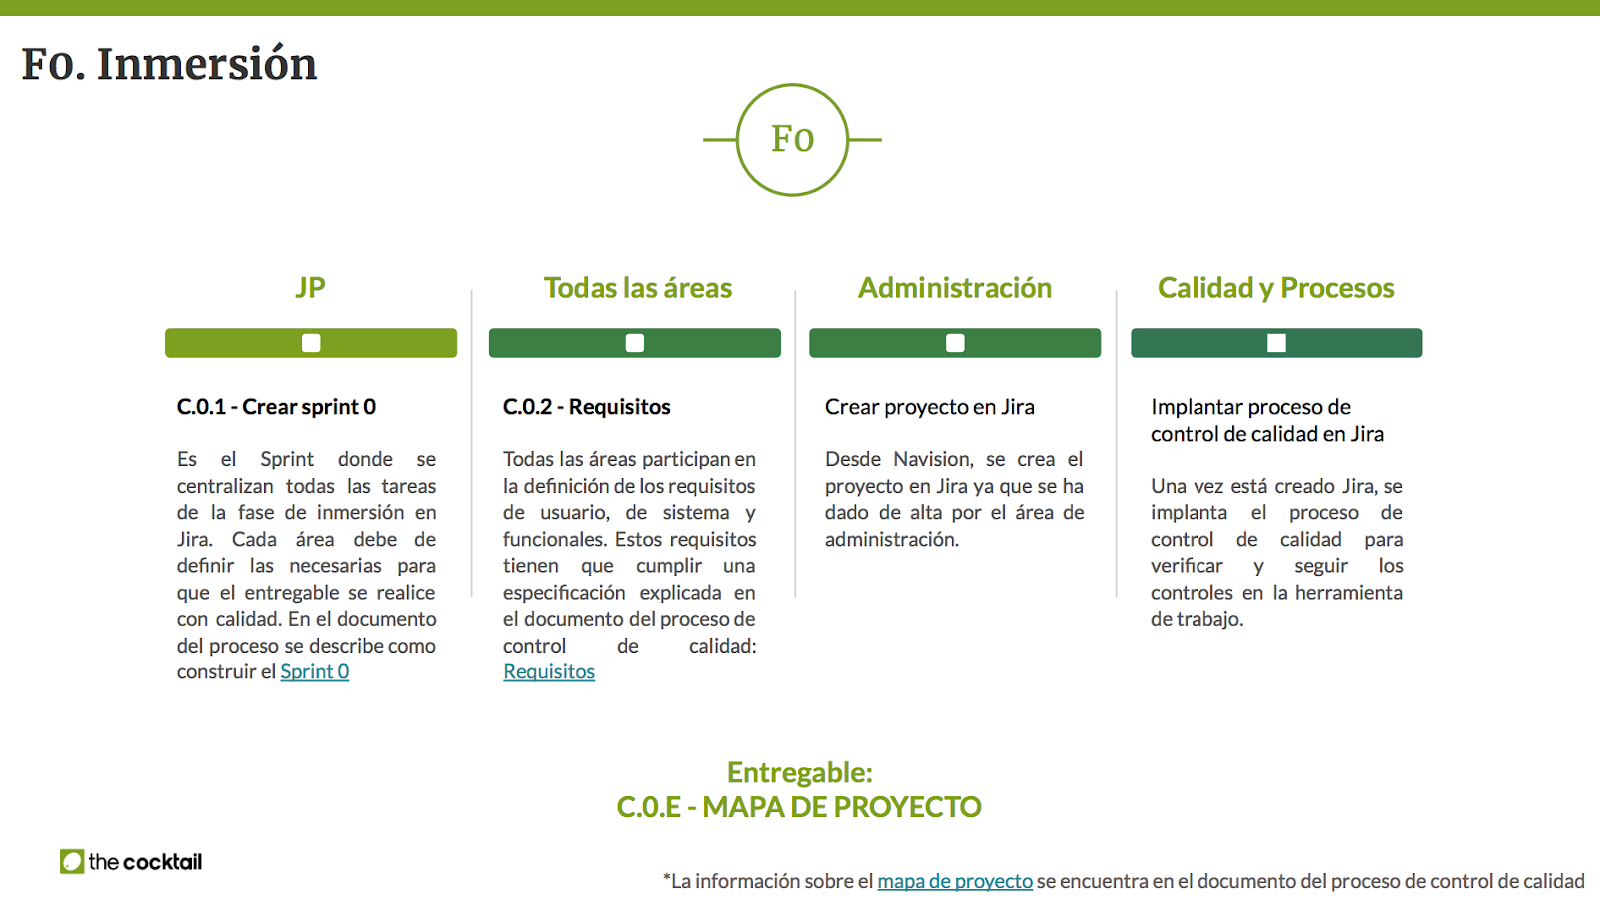 F0. Inmersión
F0
JP
C.0.1 - Crear sprint 0
Es el Sprint donde se
centralizan todas las tareas
de la fase de inmersión en
Jira. Cada área debe de
definir las necesarias para
que el entregable se realice
con calidad. En el documento
del proceso se describe como
construir el Sprint 0
Todas las áreas
C.0.2 - Requisitos
Todas las áreas participan en
la definición de los requisitos
de usuario, de sistema y
funcionales. Estos requisitos
tienen que cumplir una
especificación explicada en
el documento del proceso de
control de calidad:
Requisitos
Administración
Crear proyecto en Jira
Desde Navision, se crea el
proyecto en Jira ya que se ha
dado de alta por el área de
administración.
Calidad y Procesos
Implantar proceso de
control de calidad en Jira
Una vez está creado Jira, se
implanta el proceso de
control de calidad para
verificar y seguir los
controles en la herramienta
de trabajo.
Entregable:
C.0.E - MAPA DE PROYECTO
the cocktail
*La información sobre el mapa de proyecto se encuentra en el documento del proceso de control de calidad